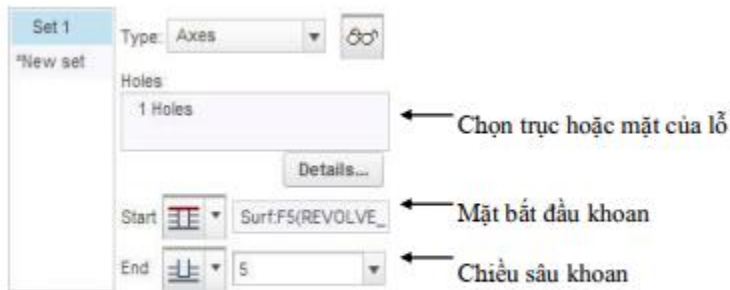 Set 1
*New set
Type: Axes
Holes
1 Holes
Chọn trục hoặc mặt của lỗ
Details...
Start Surf:F5(REVOLVE_
Mặt bắt đầu khoan
End 5
Chiều sâu khoan